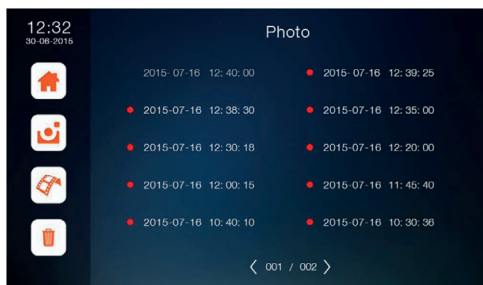 12:32
30-06-2015
Photo
2015- 07-16 12: 40: 00
2015- 07-16 12: 39: 25
2015-07-16 12: 38: 30
2015-07-16 12: 35: 00
2015-07-16 12: 30: 18
2015-07-16 12: 20: 00
2015-07-16 12: 00: 15
2015-07-16 11: 45: 40
2015-07-16 10: 40: 10
2015-07-16 10: 30: 36
001 / 002